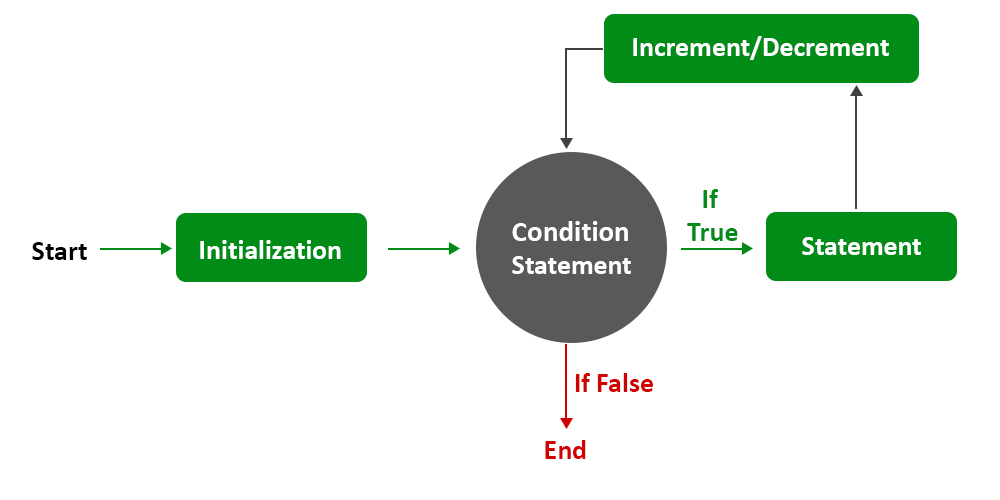 Increment/Decrement
Start
Initialization
Condition
Statement
If
True
Statement
If False
End